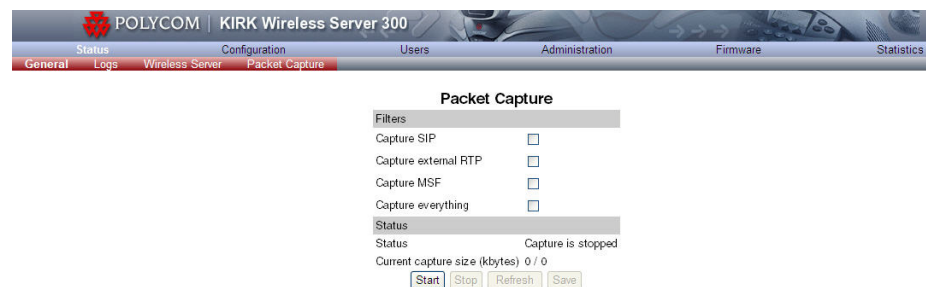 POLYCOM | KIRK Wireless Server 300
Status Configuration Users Administration Firmware Statistics
General Logs Wireless Server Packet Capture
Packet Capture
Filters
Capture SIP
Capture external RTP
Capture MSF
Capture everything
Status
Status Capture is stopped
Current capture size (kbytes) 0 / 0
Start Stop Refresh Save